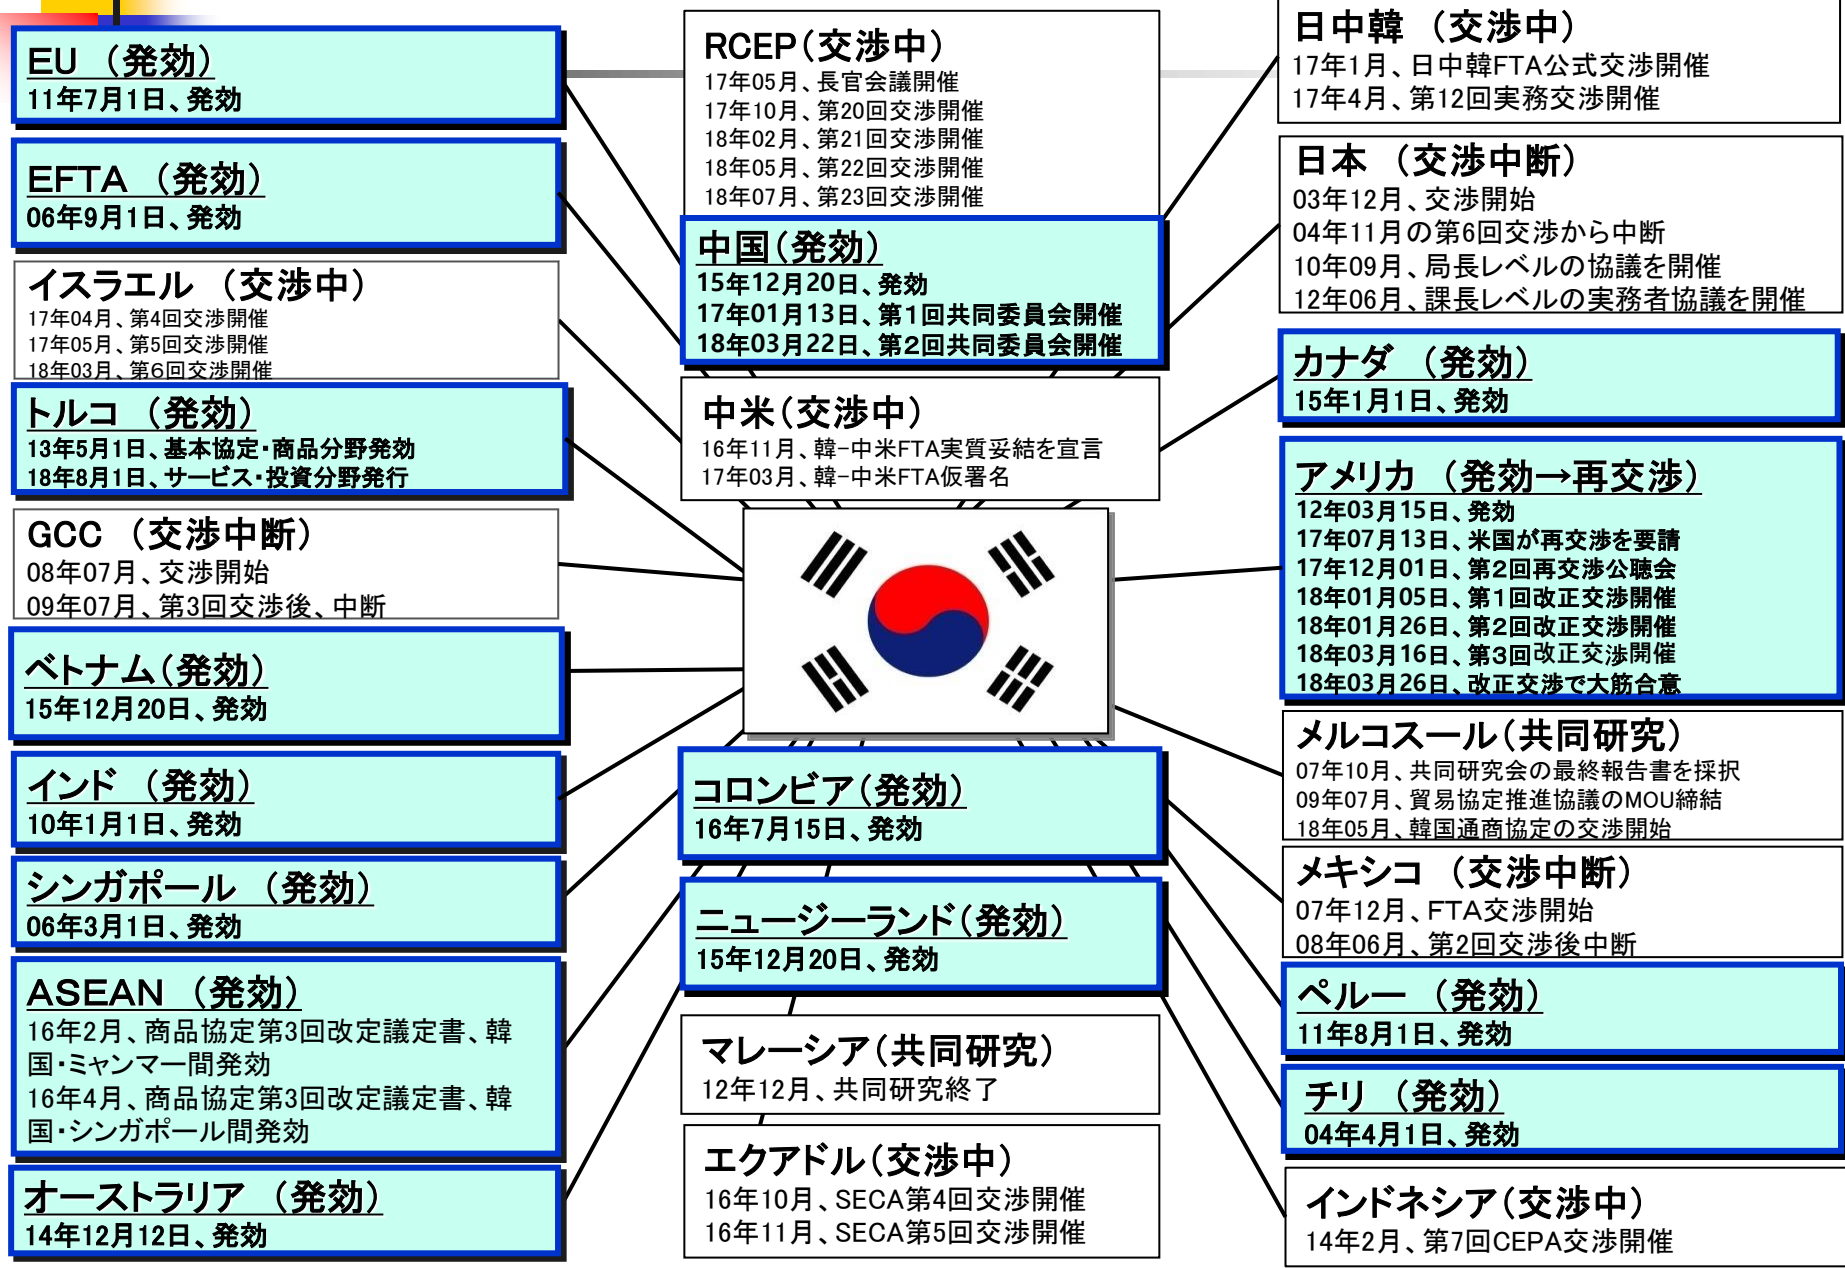 EU （発効）
11年7月1日、発効
EFTA （発効）
06年9月1日、発効
イスラエル （交渉中）
17年04月、第4回交渉開催
17年05月、第5回交渉開催
18年03月、第6回交渉開催
トルコ （発効）
13年5月1日、基本協定・商品分野発効
18年8月1日、サービス・投資分野発行
GCC （交渉中断）
08年07月、交渉開始
09年07月、第3回交渉後、中断
ベトナム（発効）
15年12月20日、発効
インド （発効）
10年1月1日、発効
シンガポール （発効）
06年3月1日、発効
ASEAN （発効）
16年2月、商品協定第3回改定議定書、韓
国・ミャンマー間発効
16年4月、商品協定第3回改定議定書、韓
国・シンガポール間発効
オーストラリア （発効）
14年12月12日、発効
RCEP（交渉中）
17年05月、長官会議開催
17年10月、第20回交渉開催
18年02月、第21回交渉開催
18年05月、第22回交渉開催
18年07月、第23回交渉開催
中国（発効）
15年12月20日、発効
17年01月13日、第1回共同委員会開催
18年03月22日、第2回共同委員会開催
中米（交渉中）
16年11月、韓-中米FTA実質妥結を宣言
17年03月、韓-中米FTA仮署名
コロンビア（発効）
16年7月15日、発効
ニュージーランド（発効）
15年12月20日、発効
マレーシア（共同研究）
12年12月、共同研究終了
エクアドル（交渉中）
16年10月、SECA第4回交渉開催
16年11月、SECA第5回交渉開催
日中韓 （交渉中）
17年1月、日中韓FTA公式交渉開催
17年4月、第12回実務交渉開催
日本 （交渉中断）
03年12月、交渉開始
04年11月の第6回交渉から中断
10年09月、局長レベルの協議を開催
12年06月、課長レベルの実務者協議を開催
カナダ （発効）
15年1月1日、発効
アメリカ （発効→再交渉）
12年03月15日、発効
17年07月13日、米国が再交渉を要請
17年12月01日、第2回再交渉公聴会
18年01月05日、第1回改正交渉開催
18年01月26日、第2回改正交渉開催
18年03月16日、第3回改正交渉開催
18年03月26日、改正交渉で大筋合意
メルコスール（共同研究）
07年10月、共同研究会の最終報告書を採択
09年07月、貿易協定推進協議のMOU締結
18年05月、韓国通商協定の交渉開始
メキシコ （交渉中断）
07年12月、FTA交渉開始
08年06月、第2回交渉後中断
ペルー （発効）
11年8月1日、発効
チリ （発効）
04年4月1日、発効
インドネシア（交渉中）
14年2月、第7回CEPA交渉開催